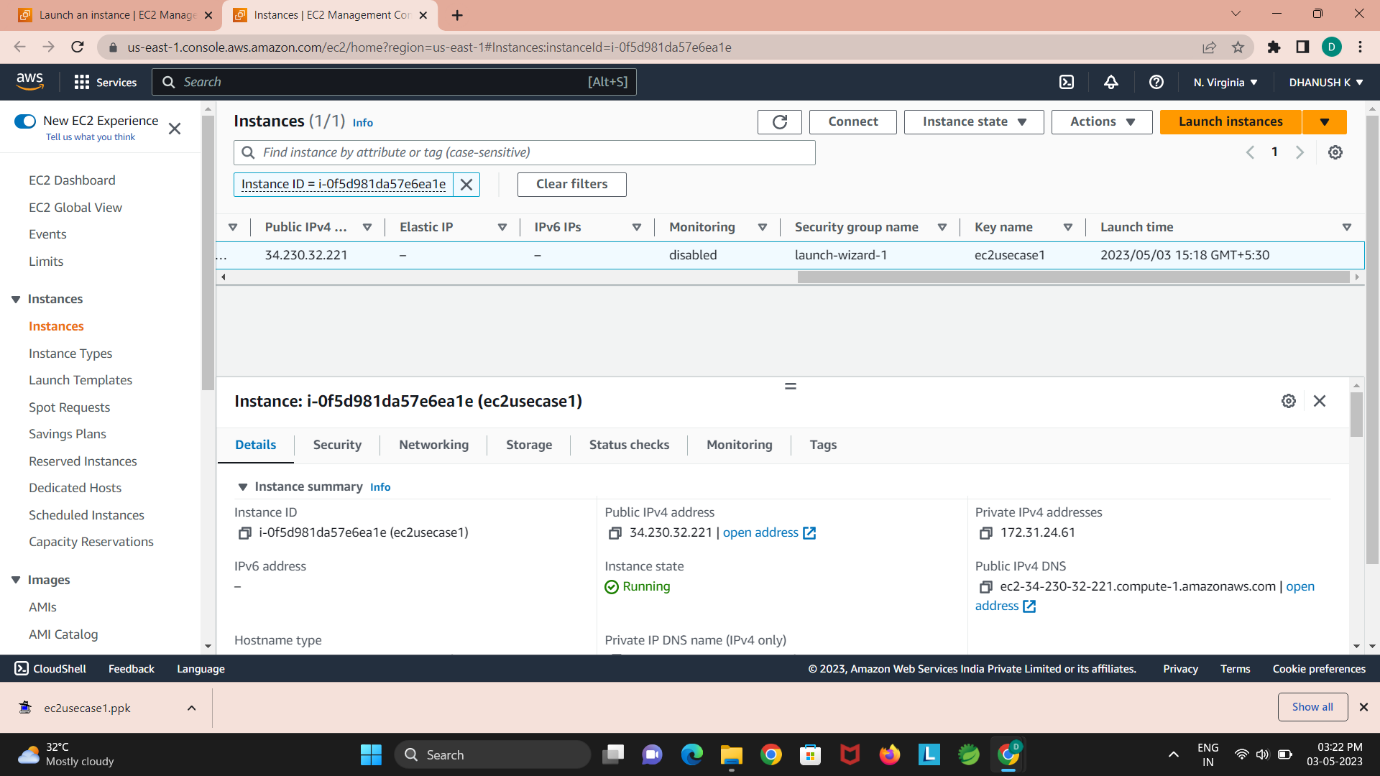 Launch an instance | EC2 Manage
Instances | EC2 Management Con
us-east-1.console.aws.amazon.com/ec2/home?region=us-east-1#Instances:instanceId=i-0f5d981da57e6ea1e
D
aws
Services
Search
[Alt+S]
N. Virginia
DHANUSH K
New EC2 Experience
Tell us what you think
EC2 Dashboard
EC2 Global View
Events
Limits
Instances
Instances
Instance Types
Launch Templates
Spot Requests
Savings Plans
Reserved Instances
Dedicated Hosts
Scheduled Instances
Capacity Reservations
Images
AMIs
AMI Catalog
Instances (1/1) Info
Connect
Instance state
Actions
Launch instances
Find instance by attribute or tag (case-sensitive)
1
Instance ID = i-0f5d981da57e6ea1e
Clear filters
Public IPv4 ... Elastic IP IPv6 IPs Monitoring Security group name Key name Launch time
... 34.230.32.221 – – disabled launch-wizard-1 ec2usecase1 2023/05/03 15:18 GMT+5:30
Instance: i-0f5d981da57e6ea1e (ec2usecase1)
Details Security Networking Storage Status checks Monitoring Tags
Instance summary Info
Instance ID
i-0f5d981da57e6ea1e (ec2usecase1)
Public IPv4 address
34.230.32.221 | open address
Private IPv4 addresses
172.31.24.61
IPv6 address
–
Instance state
Running
Public IPv4 DNS
ec2-34-230-32-221.compute-1.amazonaws.com | open
address
Hostname type
Private IP DNS name (IPv4 only)
CloudShell Feedback Language
© 2023, Amazon Web Services India Private Limited or its affiliates. Privacy Terms Cookie preferences
ec2usecase1.ppk
Show all
32°C
Mostly cloudy
Search
L
D
ENG
IN
03:22 PM
03-05-2023